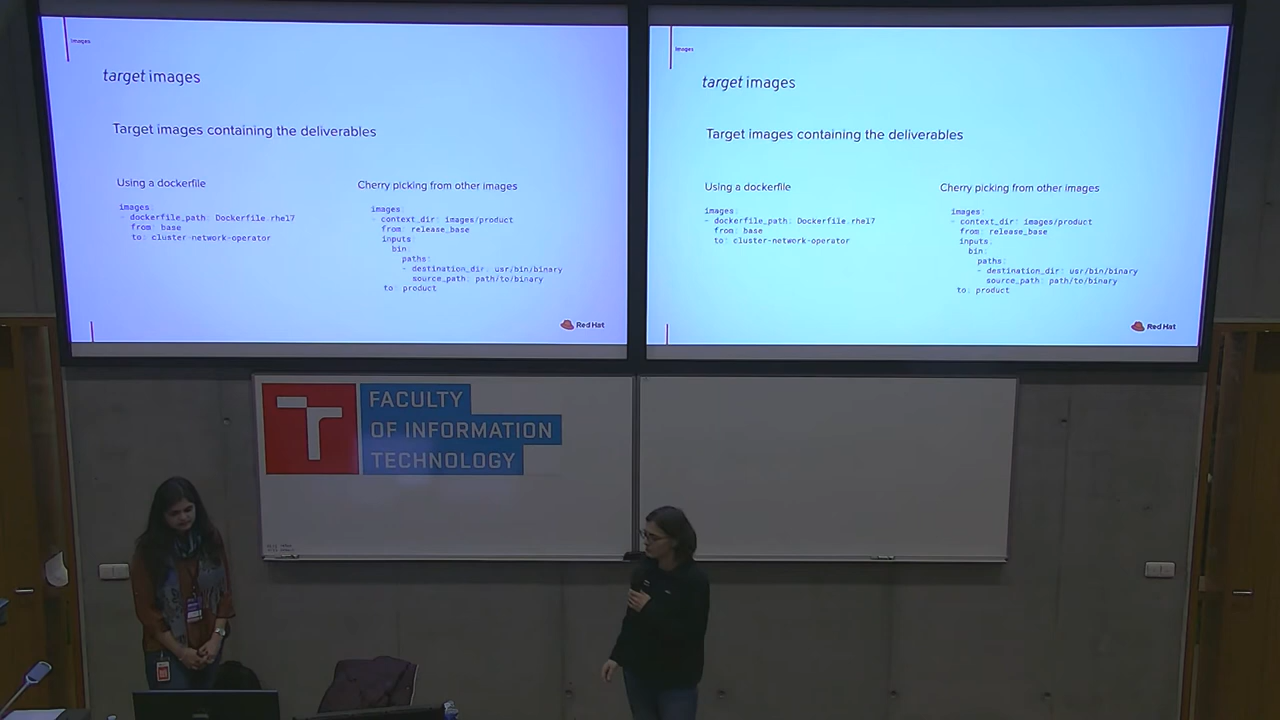 Images
target images
Target images containing the deliverables
Using a dockerfile
images:
- dockerfile_path: Dockerfile.rhel7
from: base
to: cluster-network-operator
Cherry picking from other images
images:
- context_dir: images/product
from: release_base
inputs:
bin:
paths:
- destination_dir: usr/bin/binary
source_path: path/to/binary
to: product
Red Hat
Images
target images
Target images containing the deliverables
Using a dockerfile
images:
- dockerfile_path: Dockerfile.rhel7
from: base
to: cluster-network-operator
Cherry picking from other images
images:
- context_dir: images/product
from: release_base
inputs:
bin:
paths:
- destination_dir: usr/bin/binary
source_path: path/to/binary
to: product
Red Hat
FACULTY
OF INFORMATION
TECHNOLOGY